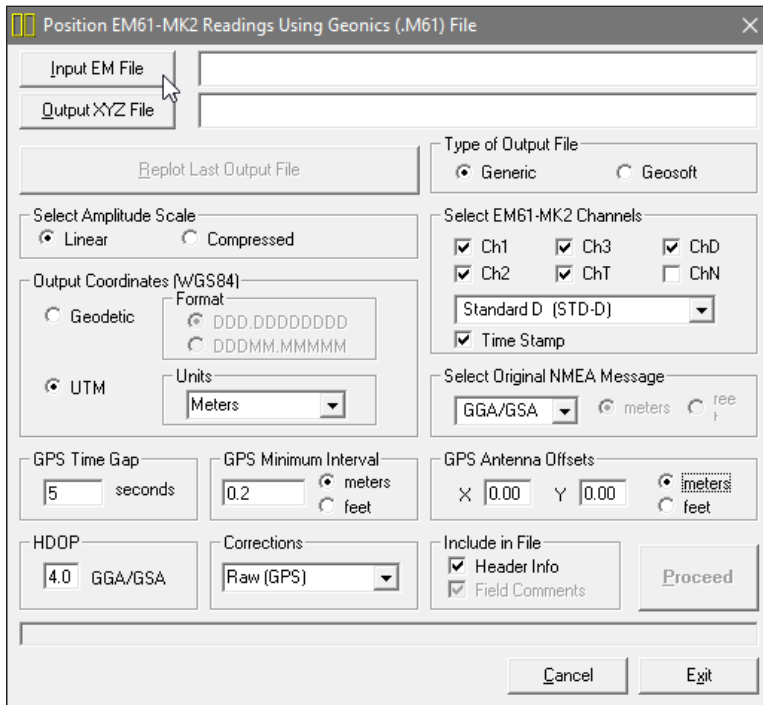 Position EM61-MK2 Readings Using Geonics (.M61) File
Input EM File
Output XYZ File
Replot Last Output File
Type of Output File
Generic
Geosoft
Select Amplitude Scale
Linear
Compressed
Select EM61-MK2 Channels
Ch1
Ch3
ChD
Ch2
ChT
ChN
Standard D (STD-D)
Time Stamp
Output Coordinates (WGS84)
Geodetic
Format
DDD.DDDDDDDD
DDDMM.MMMMM
UTM
Units
Meters
Select Original NMEA Message
GGA/GSA
meters
GPS Time Gap
5 seconds
GPS Minimum Interval
0.2
meters
feet
GPS Antenna Offsets
X 0.00 Y 0.00
meters
feet
HDOP
4.0 GGA/GSA
Corrections
Raw (GPS)
Include in File
Header Info
Field Comments
Proceed
Cancel
Exit